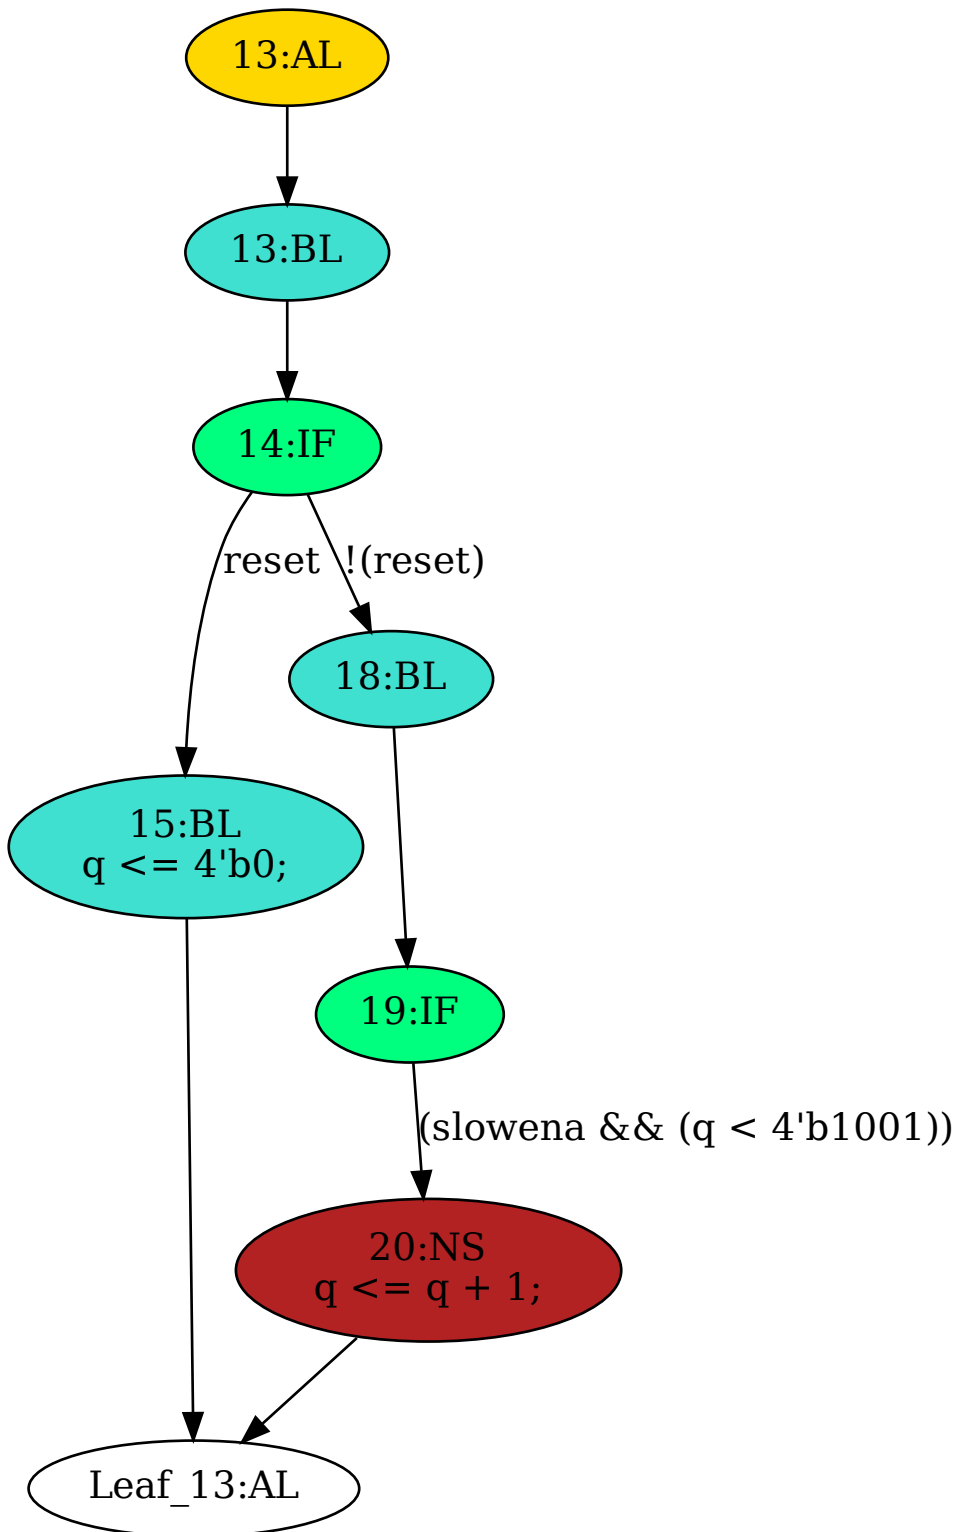 13:AL
13:BL
14:IF
reset
!(reset)
18:BL
15:BL
q <= 4'b0;
19:IF
(slowena && (q < 4'b1001))
20:NS
q <= q + 1;
Leaf_13:AL